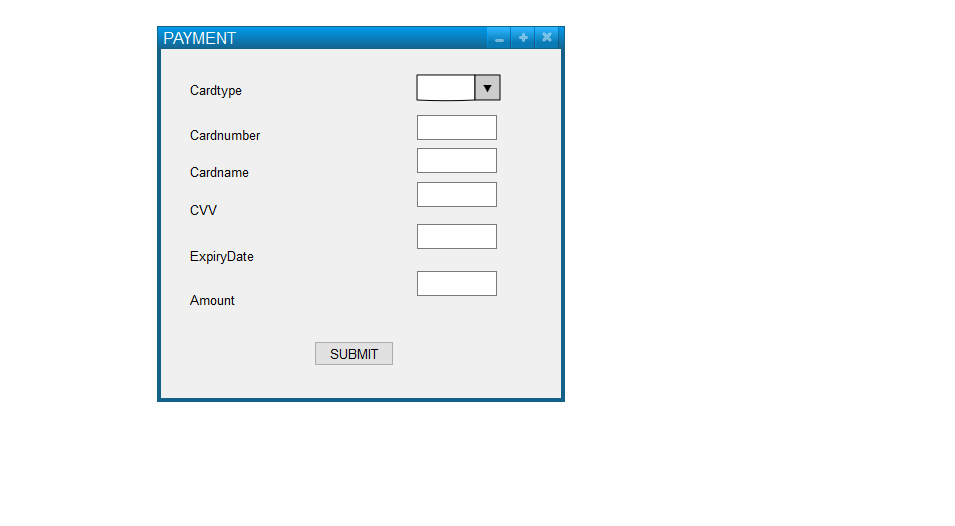 PAYMENT
Cardtype
Cardnumber
Cardname
CVV
ExpiryDate
Amount
SUBMIT